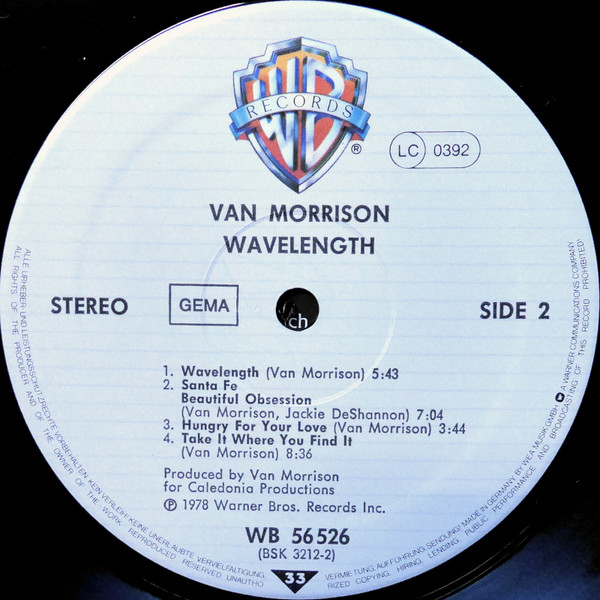 WB
RECORDS
®
LC 0392
VAN MORRISON
WAVELENGTH
STEREO
GEMA
SIDE 2
ch
1. Wavelength (Van Morrison) 5:43
2. Santa Fe
Beautiful Obsession
(Van Morrison, Jackie DeShannon) 7:04
3. Hungry For Your Love (Van Morrison) 3:44
4. Take It Where You Find It
(Van Morrison) 8:36
Produced by Van Morrison
for Caledonia Productions
℗ 1978 Warner Bros. Records Inc.
WB 56 526
(BSK 3212-2)
33
ALLE URHEBER- UND LEISTUNGSSCHUTZRECHTE VORBEHALTEN. KEIN VERLEIH! KEINE UNERLAUBTE VERVIELFÄLTIGUNG,
VERMIETUNG, AUFFÜHRUNG, SENDUNG! MADE IN GERMANY BY WEA MUSIK GMBH. A WARNER COMMUNICATIONS COMPANY
ALL RIGHTS OF THE PRODUCER AND OF THE OWNER OF THE WORK REPRODUCED RESERVED. UNAUTHO
RIZED COPYING, HIRING, LENDING, PUBLIC PERFORMANCE AND BROADCASTING OF THIS RECORD PROHIBITED!